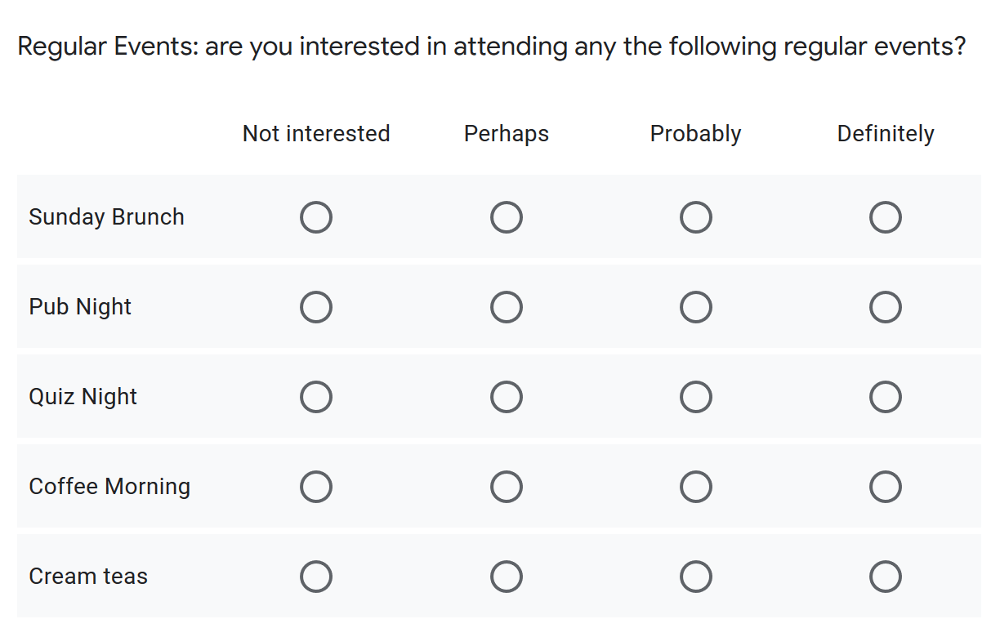 Regular Events: are you interested in attending any the following regular events?
Not interested Perhaps Probably Definitely
Sunday Brunch
Pub Night
Quiz Night
Coffee Morning
Cream teas